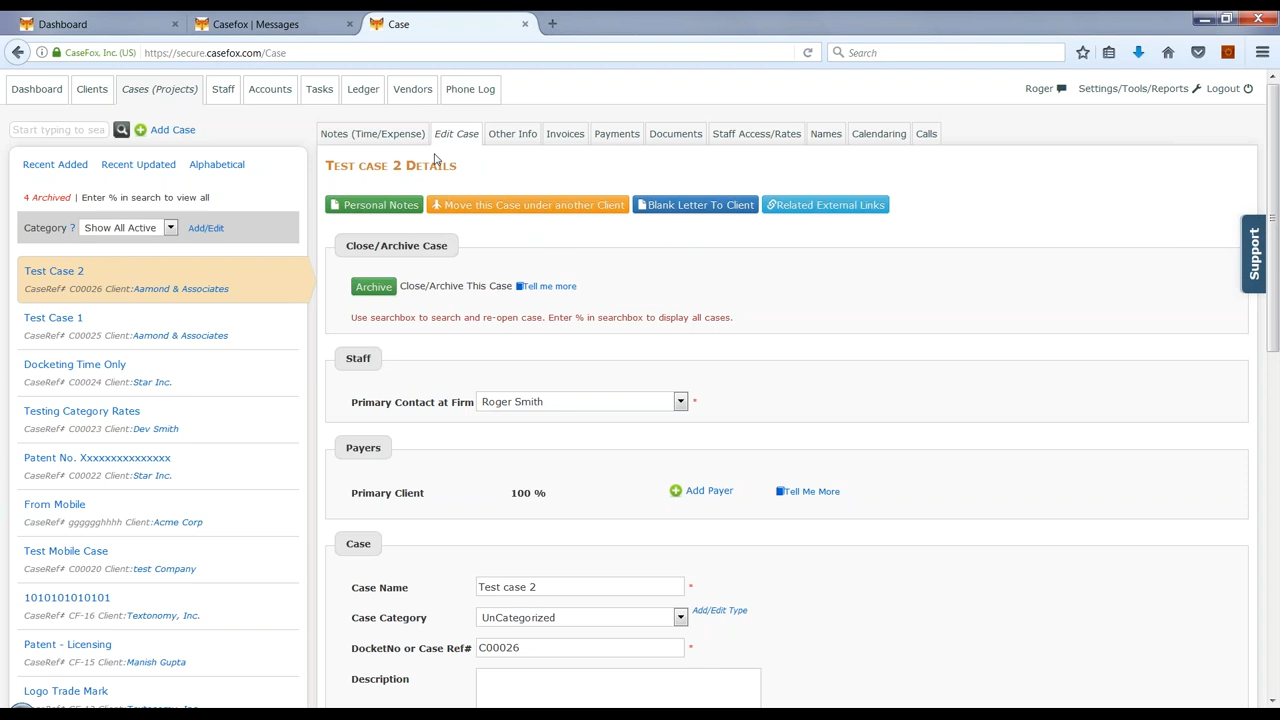 Dashboard × Casefox | Messages × Case × +
CaseFox, Inc. (US) https://secure.casefox.com/Case Search
Dashboard Clients Cases (Projects) Staff Accounts Tasks Ledger Vendors Phone Log Roger Settings/Tools/Reports Logout
Start typing to sea Add Case
Recent Added Recent Updated Alphabetical
4 Archived | Enter % in search to view all
Category ? Show All Active Add/Edit
Test Case 2
CaseRef# C00026 Client:Aamond & Associates
Test Case 1
CaseRef# C00025 Client:Aamond & Associates
Docketing Time Only
CaseRef# C00024 Client:Star Inc.
Testing Category Rates
CaseRef# C00023 Client:Dev Smith
Patent No. Xxxxxxxxxxxxxx
CaseRef# C00022 Client:Star Inc.
From Mobile
CaseRef# ggggggghhhh Client:Acme Corp
Test Mobile Case
CaseRef# C00020 Client:test Company
1010101010101
CaseRef# CF-16 Client:Textonomy, Inc.
Patent - Licensing
CaseRef# CF-15 Client:Manish Gupta
Logo Trade Mark
Notes (Time/Expense) Edit Case Other Info Invoices Payments Documents Staff Access/Rates Names Calendaring Calls
Test case 2 Details
Personal Notes Move this Case under another Client Blank Letter To Client Related External Links
Close/Archive Case
Archive Close/Archive This Case Tell me more
Use searchbox to search and re-open case. Enter % in searchbox to display all cases.
Staff
Primary Contact at Firm Roger Smith *
Payers
Primary Client 100 % Add Payer Tell Me More
Case
Case Name Test case 2 *
Case Category UnCategorized Add/Edit Type
DocketNo or Case Ref# C00026 *
Description
Support